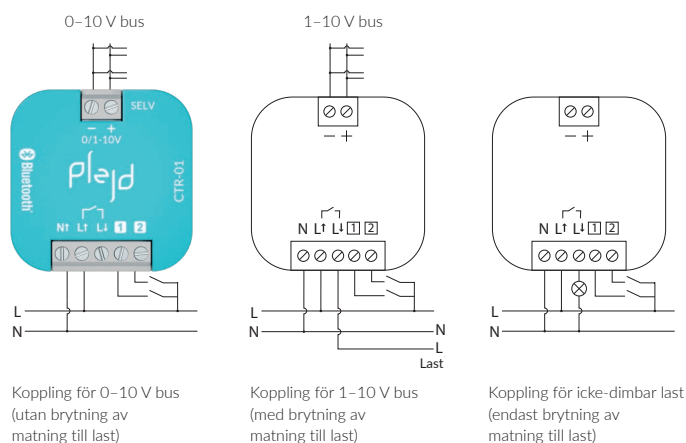 0–10 V bus
SELV
– +
0/1-10V
Bluetooth
plejd
CTR-01
N↑ L↑ L↓ 1 2
L
N
Koppling för 0–10 V bus
(utan brytning av
matning till last)
1–10 V bus
– +
N L↑ L↓ 1 2
L
N
N
L
Last
Koppling för 1–10 V bus
(med brytning av
matning till last)
– +
N L↑ L↓ 1 2
L
N
Koppling för icke-dimbar last
(endast brytning av
matning till last)